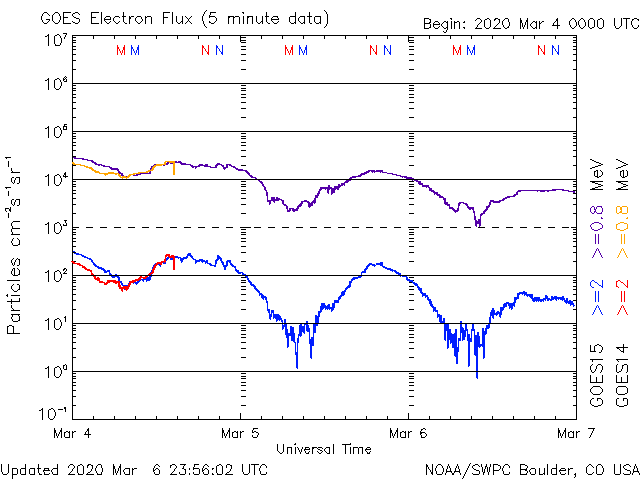 GOES Electron Flux (5 minute data)
Begin: 2020 Mar 4 0000 UTC
M M N N M M N N M M N N
10⁷
10⁶
10⁵
10⁴
10³
10²
10¹
10⁰
10⁻¹
Particles cm⁻²s⁻¹sr⁻¹
Mar 4 Mar 5 Mar 6 Mar 7
Universal Time
GOES15 >=2 >=0.8 MeV
GOES14 >=2 >=0.8 MeV
Updated 2020 Mar 6 23:56:02 UTC
NOAA/SWPC Boulder, CO USA